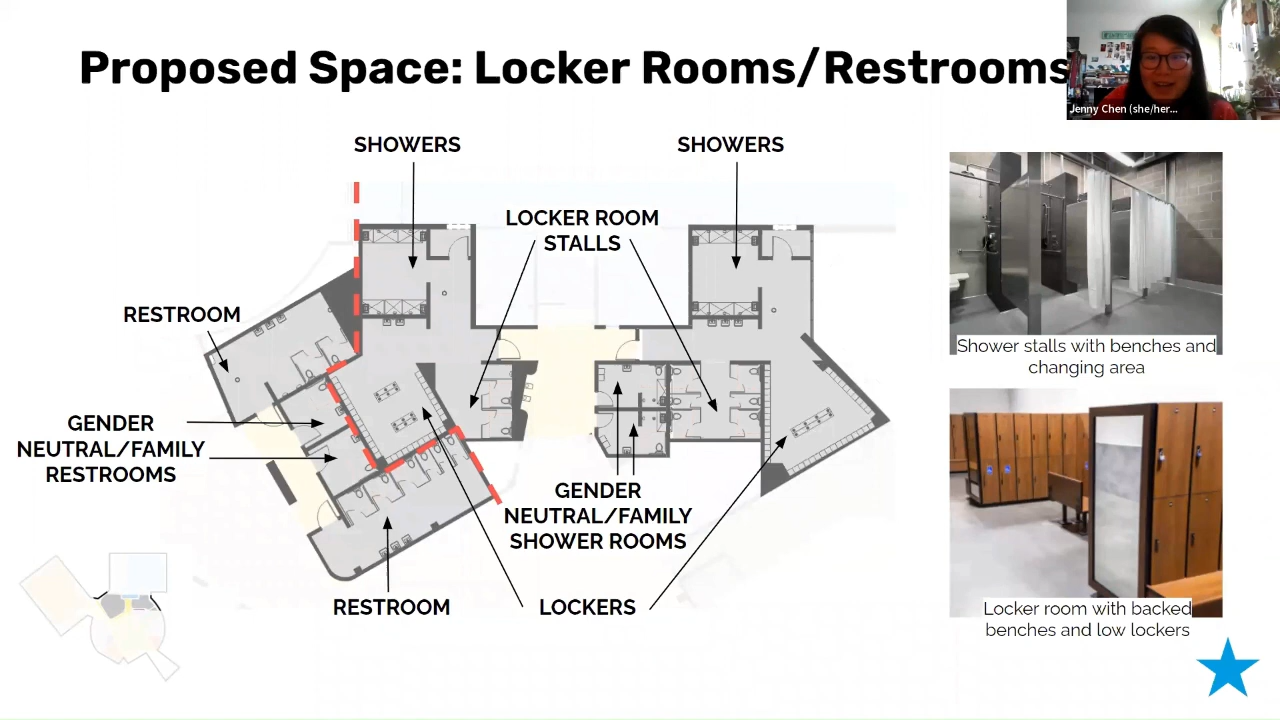 Proposed Space: Locker Rooms/Restrooms
Jenny Chen (she/her...
SHOWERS
SHOWERS
LOCKER ROOM
STALLS
RESTROOM
GENDER
NEUTRAL/FAMILY
RESTROOMS
GENDER
NEUTRAL/FAMILY
SHOWER ROOMS
RESTROOM
LOCKERS
Shower stalls with benches and
changing area
Locker room with backed
benches and low lockers